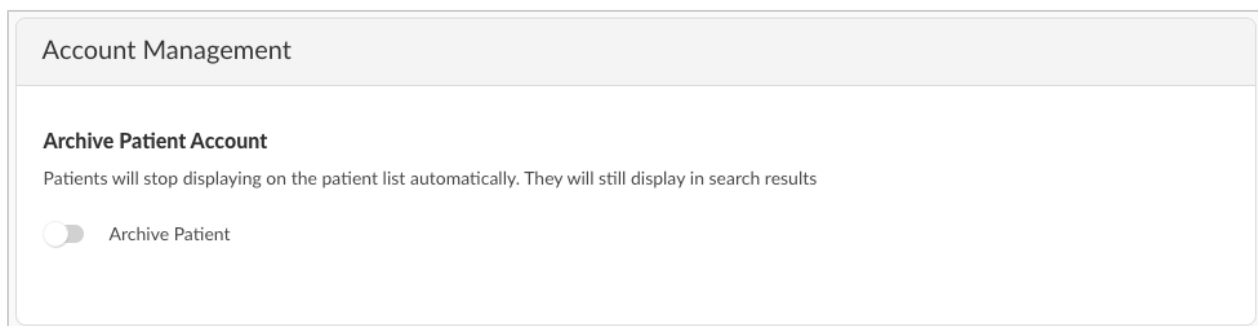 Account Management
Archive Patient Account
Patients will stop displaying on the patient list automatically. They will still display in search results
Archive Patient